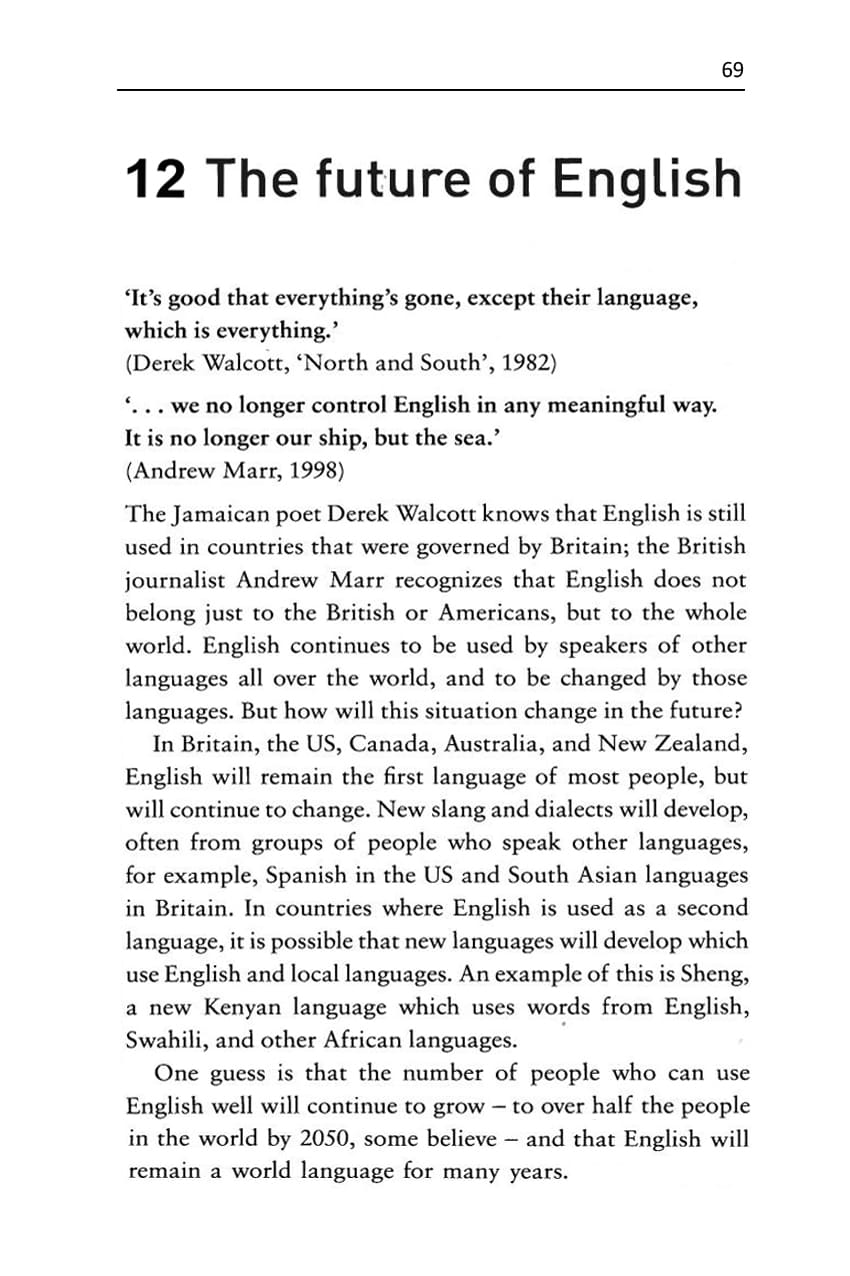 69
12 The future of English
‘It’s good that everything’s gone, except their language,
which is everything.’
(Derek Walcott, ‘North and South’, 1982)
‘. . . we no longer control English in any meaningful way.
It is no longer our ship, but the sea.’
(Andrew Marr, 1998)
The Jamaican poet Derek Walcott knows that English is still
used in countries that were governed by Britain; the British
journalist Andrew Marr recognizes that English does not
belong just to the British or Americans, but to the whole
world. English continues to be used by speakers of other
languages all over the world, and to be changed by those
languages. But how will this situation change in the future?
In Britain, the US, Canada, Australia, and New Zealand,
English will remain the first language of most people, but
will continue to change. New slang and dialects will develop,
often from groups of people who speak other languages,
for example, Spanish in the US and South Asian languages
in Britain. In countries where English is used as a second
language, it is possible that new languages will develop which
use English and local languages. An example of this is Sheng,
a new Kenyan language which uses words from English,
Swahili, and other African languages.
One guess is that the number of people who can use
English well will continue to grow – to over half the people
in the world by 2050, some believe – and that English will
remain a world language for many years.